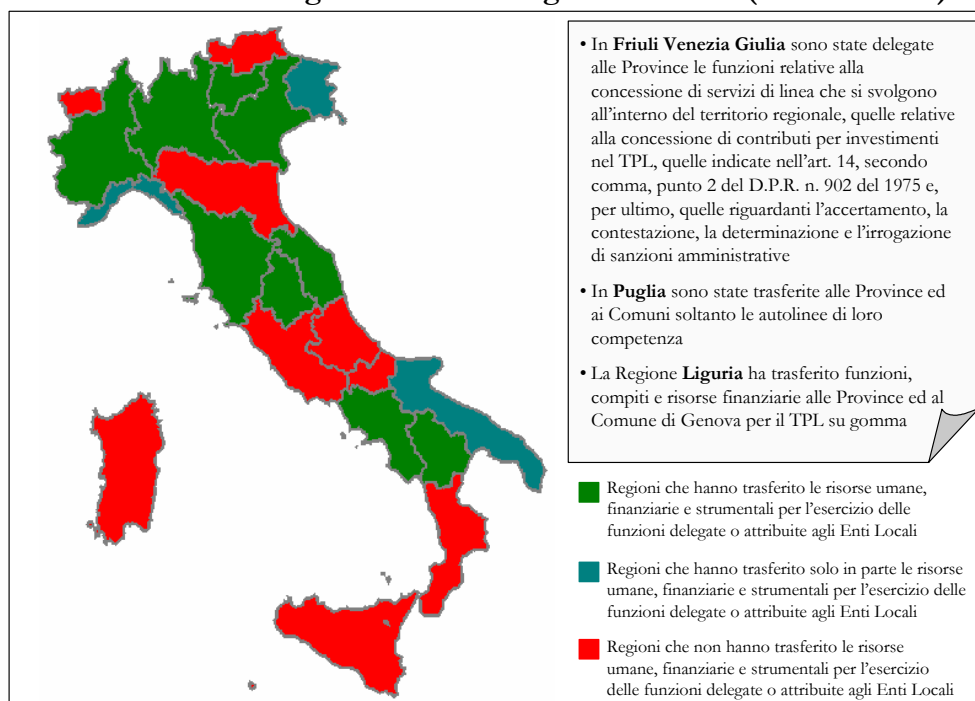 • In Friuli Venezia Giulia sono state delegate
alle Province le funzioni relative alla
concessione di servizi di linea che si svolgono
all’interno del territorio regionale, quelle relative
alla concessione di contributi per investimenti
nel TPL, quelle indicate nell’art. 14, secondo
comma, punto 2 del D.P.R. n. 902 del 1975 e,
per ultimo, quelle riguardanti l’accertamento, la
contestazione, la determinazione e l’irrogazione
di sanzioni amministrative
• In Puglia sono state trasferite alle Province ed
ai Comuni soltanto le autolinee di loro
competenza
• La Regione Liguria ha trasferito funzioni,
compiti e risorse finanziarie alle Province ed al
Comune di Genova per il TPL su gomma
Regioni che hanno trasferito le risorse umane,
finanziarie e strumentali per l’esercizio delle
funzioni delegate o attribuite agli Enti Locali
Regioni che hanno trasferito solo in parte le risorse
umane, finanziarie e strumentali per l’esercizio delle
funzioni delegate o attribuite agli Enti Locali
Regioni che non hanno trasferito le risorse
umane, finanziarie e strumentali per l’esercizio
delle funzioni delegate o attribuite agli Enti Locali